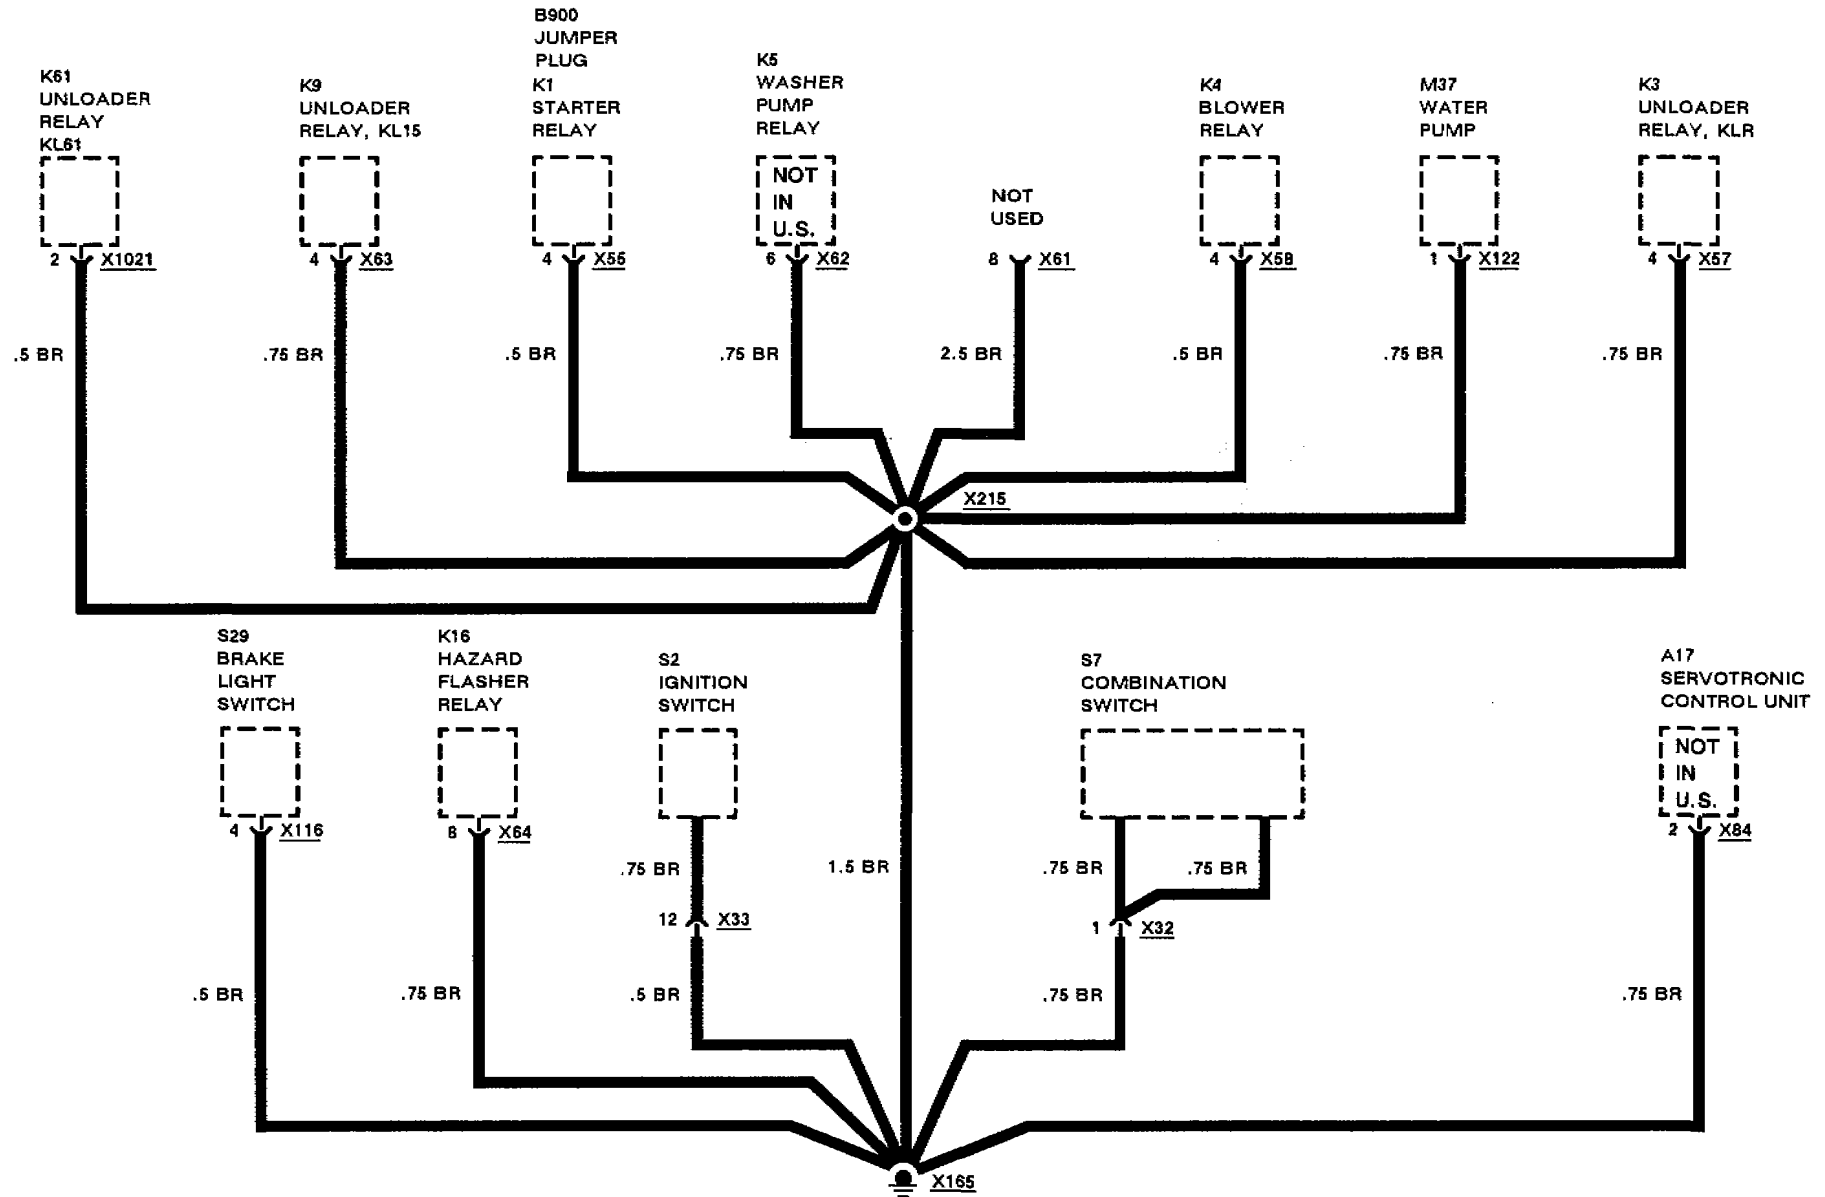 K61
UNLOADER
RELAY
KL61
K9
UNLOADER
RELAY, KL15
B900
JUMPER
PLUG
K1
STARTER
RELAY
K5
WASHER
PUMP
RELAY
NOT
IN
U.S.
NOT
USED
K4
BLOWER
RELAY
M37
WATER
PUMP
K3
UNLOADER
RELAY, KLR
2 X1021
4 X63
4 X55
6 X62
8 X61
4 X58
1 X122
4 X57
.5 BR
.75 BR
.5 BR
.75 BR
2.5 BR
.5 BR
.75 BR
.75 BR
X215
S29
BRAKE
LIGHT
SWITCH
K16
HAZARD
FLASHER
RELAY
S2
IGNITION
SWITCH
S7
COMBINATION
SWITCH
A17
SERVOTRONIC
CONTROL UNIT
NOT
IN
U.S.
4 X116
8 X64
2 X84
.75 BR
1.5 BR
.75 BR
.75 BR
12 X33
1 X32
.5 BR
.75 BR
.5 BR
.75 BR
.75 BR
X165